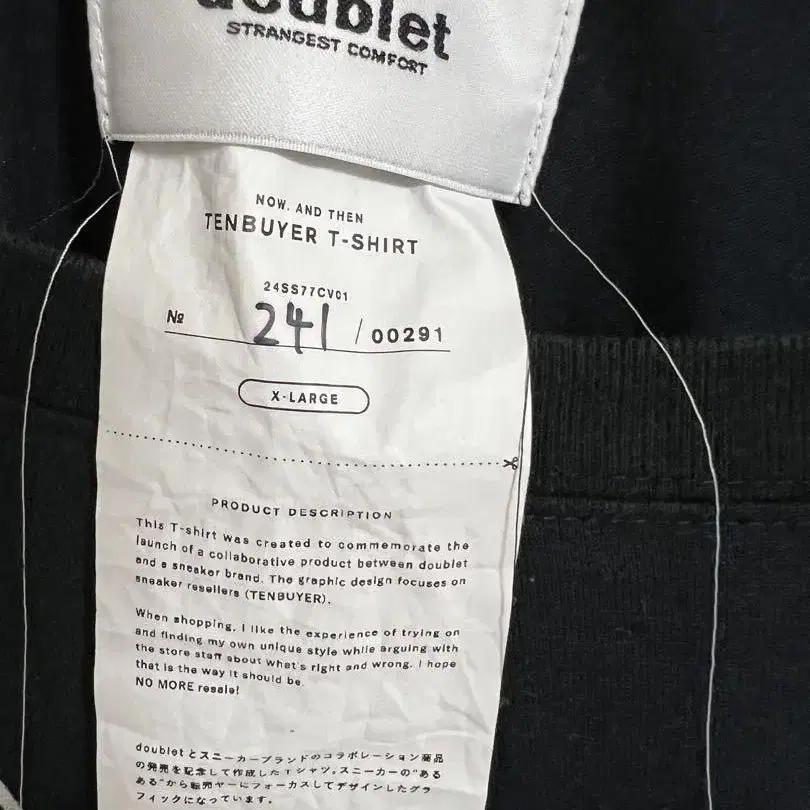 doublet
STRANGEST COMFORT
NOW, AND THEN
TENBUYER T-SHIRT
24SS77CV01
№ 241 / 00291
X-LARGE
PRODUCT DESCRIPTION
This T-shirt was created to commemorate the
launch of a collaborative product between doublet
and a sneaker brand. The graphic design focuses on
sneaker resellers (TENBUYER).
When shopping, I like the experience of trying on
and finding my own unique style while arguing with
the store staff about what's right and wrong. I hope
that is the way it should be.
NO MORE resale!
doubletとスニーカーブランドのコラボレーション商品
の発売を記念して作成したTシャツ。スニーカーの"ある
ある"から転売ヤーにフォーカスしてデザインしたグラ
フィックになっています。